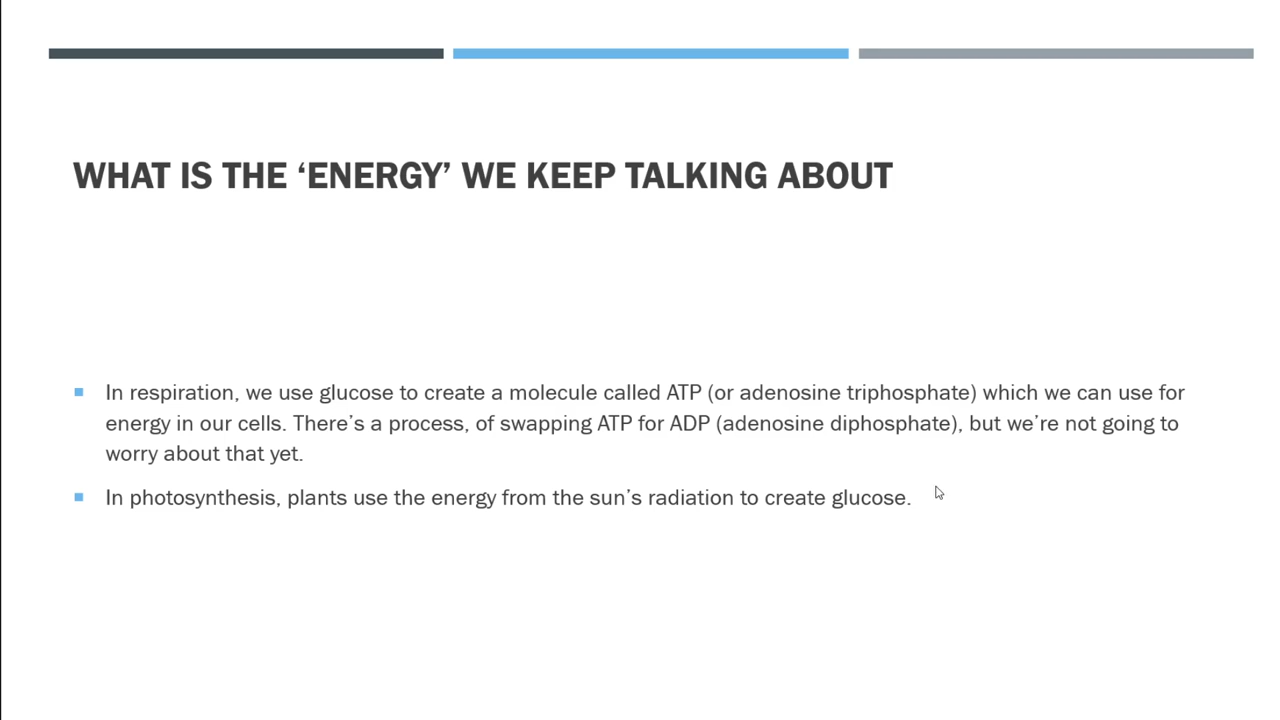 WHAT IS THE ‘ENERGY’ WE KEEP TALKING ABOUT
In respiration, we use glucose to create a molecule called ATP (or adenosine triphosphate) which we can use for
energy in our cells. There’s a process, of swapping ATP for ADP (adenosine diphosphate), but we’re not going to
worry about that yet.
In photosynthesis, plants use the energy from the sun’s radiation to create glucose.